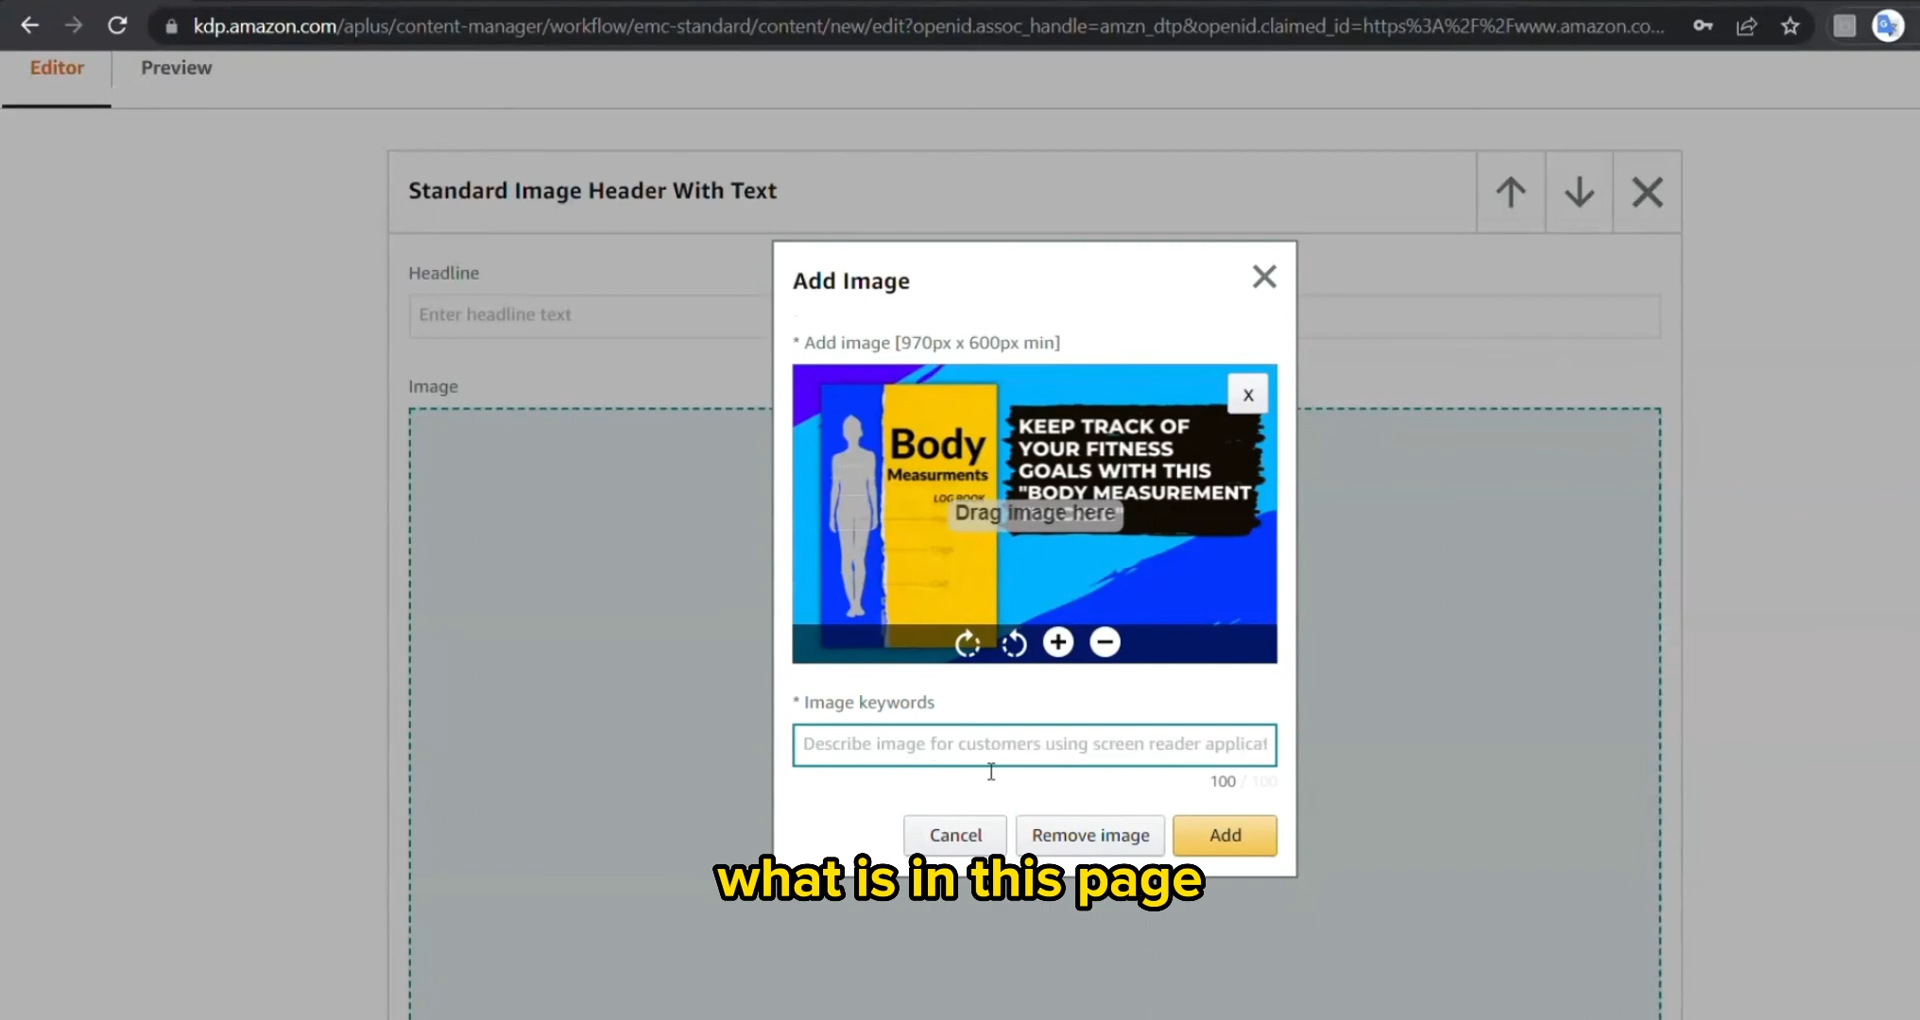 kdp.amazon.com/aplus/content-manager/workflow/emc-standard/content/new/edit?openid.assoc_handle=amzn_dtp&openid.claimed_id=https%3A%2F%2Fwww.amazon.co...
Editor
Preview
Standard Image Header With Text
Headline
Enter headline text
Image
Add Image
* Add image [970px x 600px min]
x
Body
Measurments
LOG BOOK
KEEP TRACK OF
YOUR FITNESS
GOALS WITH THIS
"BODY MEASUREMENT
Drag image here
* Image keywords
Describe image for customers using screen reader applicat
100 / 100
Cancel
Remove image
Add
what is in this page